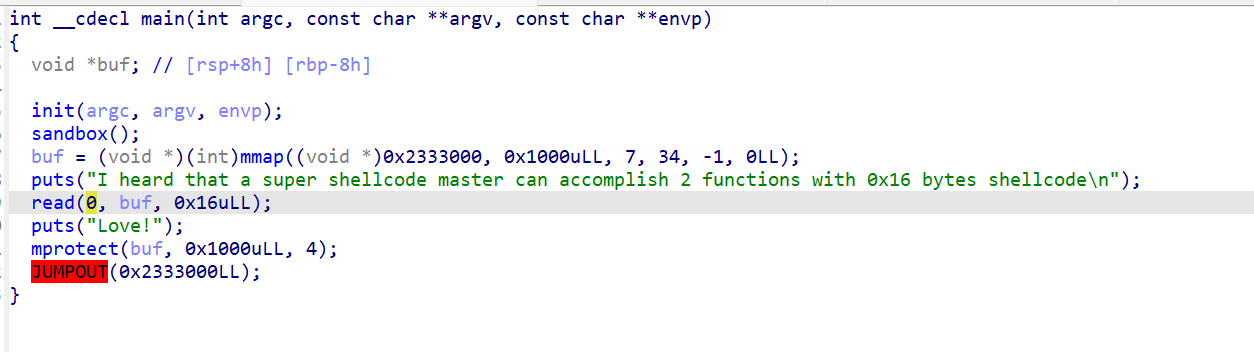 int __cdecl main(int argc, const char **argv, const char **envp)
{
  void *buf; // [rsp+8h] [rbp-8h]
  init(argc, argv, envp);
  sandbox();
  buf = (void *)(int)mmap((void *)0x2333000, 0x1000uLL, 7, 34, -1, 0LL);
  puts("I heard that a super shellcode master can accomplish 2 functions with 0x16 bytes shellcode\n");
  read(0, buf, 0x16uLL);
  puts("Love!");
  mprotect(buf, 0x1000uLL, 4);
  JUMPOUT(0x2333000LL);
}